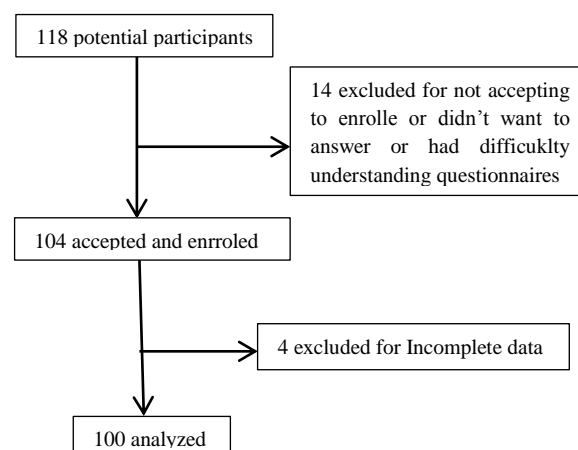 118 potential participants
14 excluded for not accepting
to enrolle or didn’t want to
answer or had difficuklty
understanding questionnaires
104 accepted and enrroled
4 excluded for Incomplete data
100 analyzed